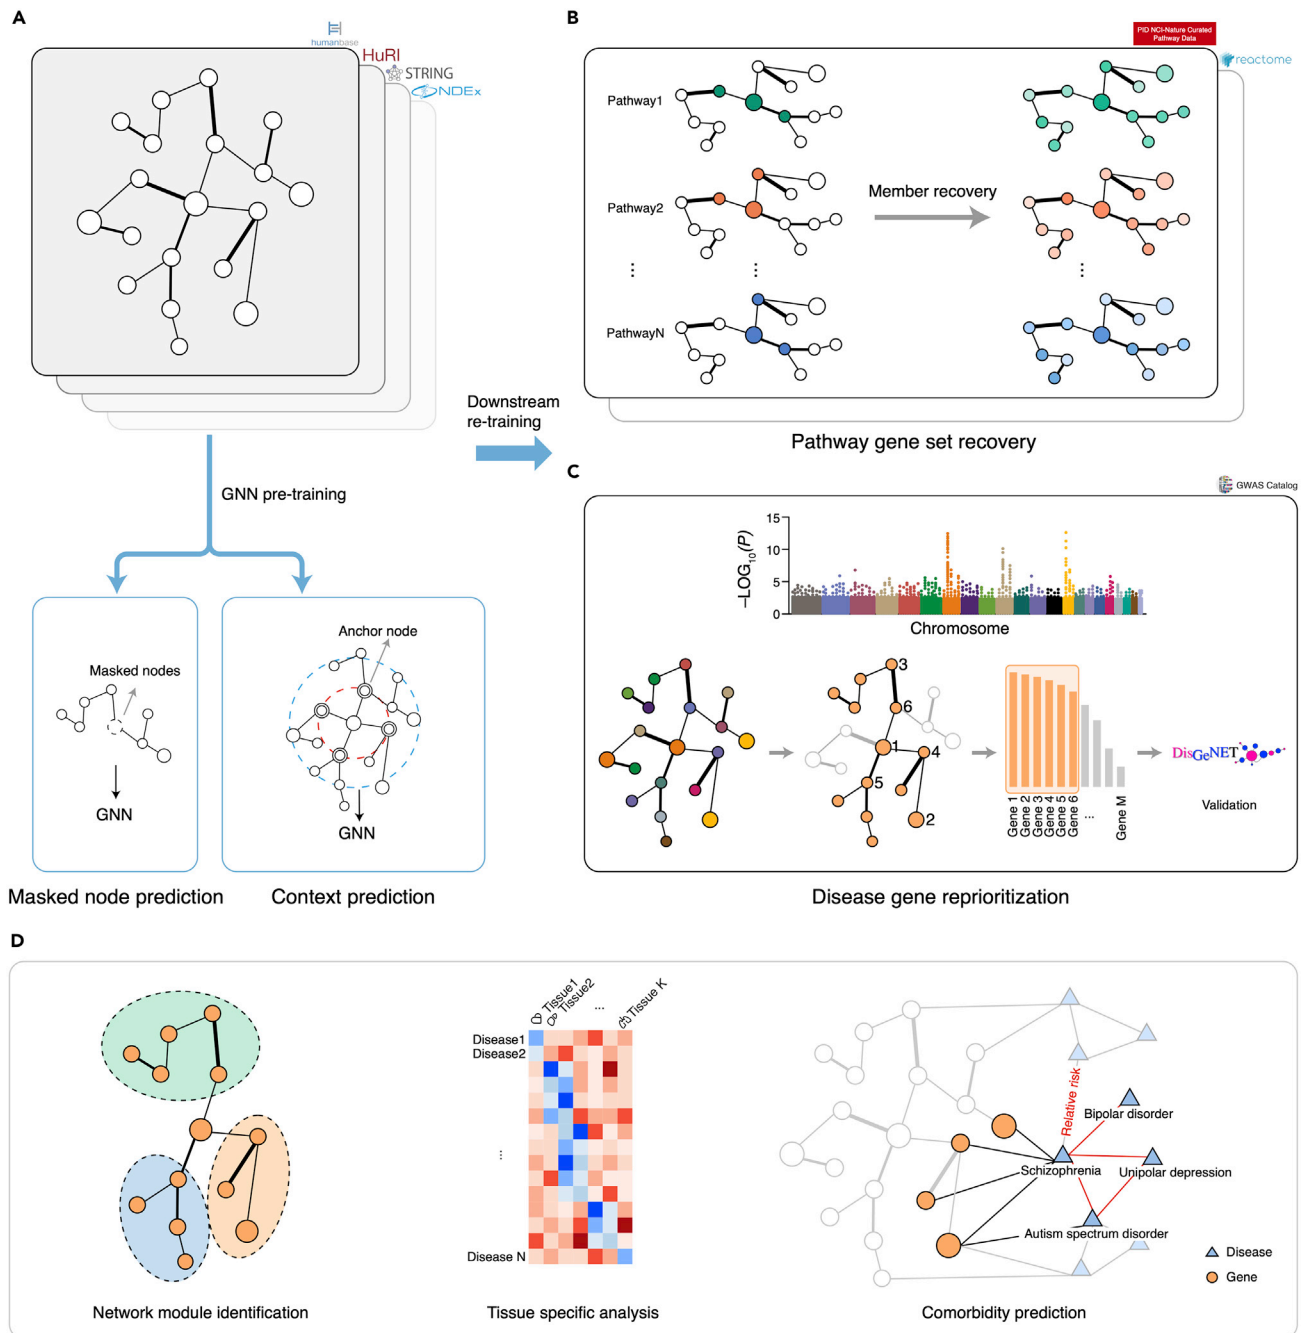 A
humanbase
HuRI
STRING
NDEx
GNN pre-training
Downstream
re-training
Masked nodes
GNN
Anchor node
GNN
Masked node prediction
Context prediction
B
PID NCI-Nature Curated
Pathway Data
reactome
Pathway1
Pathway2
Member recovery
⋮
⋮
⋮
PathwayN
Pathway gene set recovery
C
GWAS Catalog
–LOG10(P)
15
10
5
0
Chromosome
3
6
1
4
5
2
Gene 1
Gene 2
Gene 3
Gene 4
Gene 5
Gene 6
...
Gene M
DisGeNET
Validation
Disease gene reprioritization
D
Network module identification
Tissue1
Tissue2
...
Tissue K
Disease1
Disease2
⋮
Disease N
Tissue specific analysis
Relative risk
Bipolar disorder
Schizophrenia
Unipolar depression
Autism spectrum disorder
Disease
Gene
Comorbidity prediction